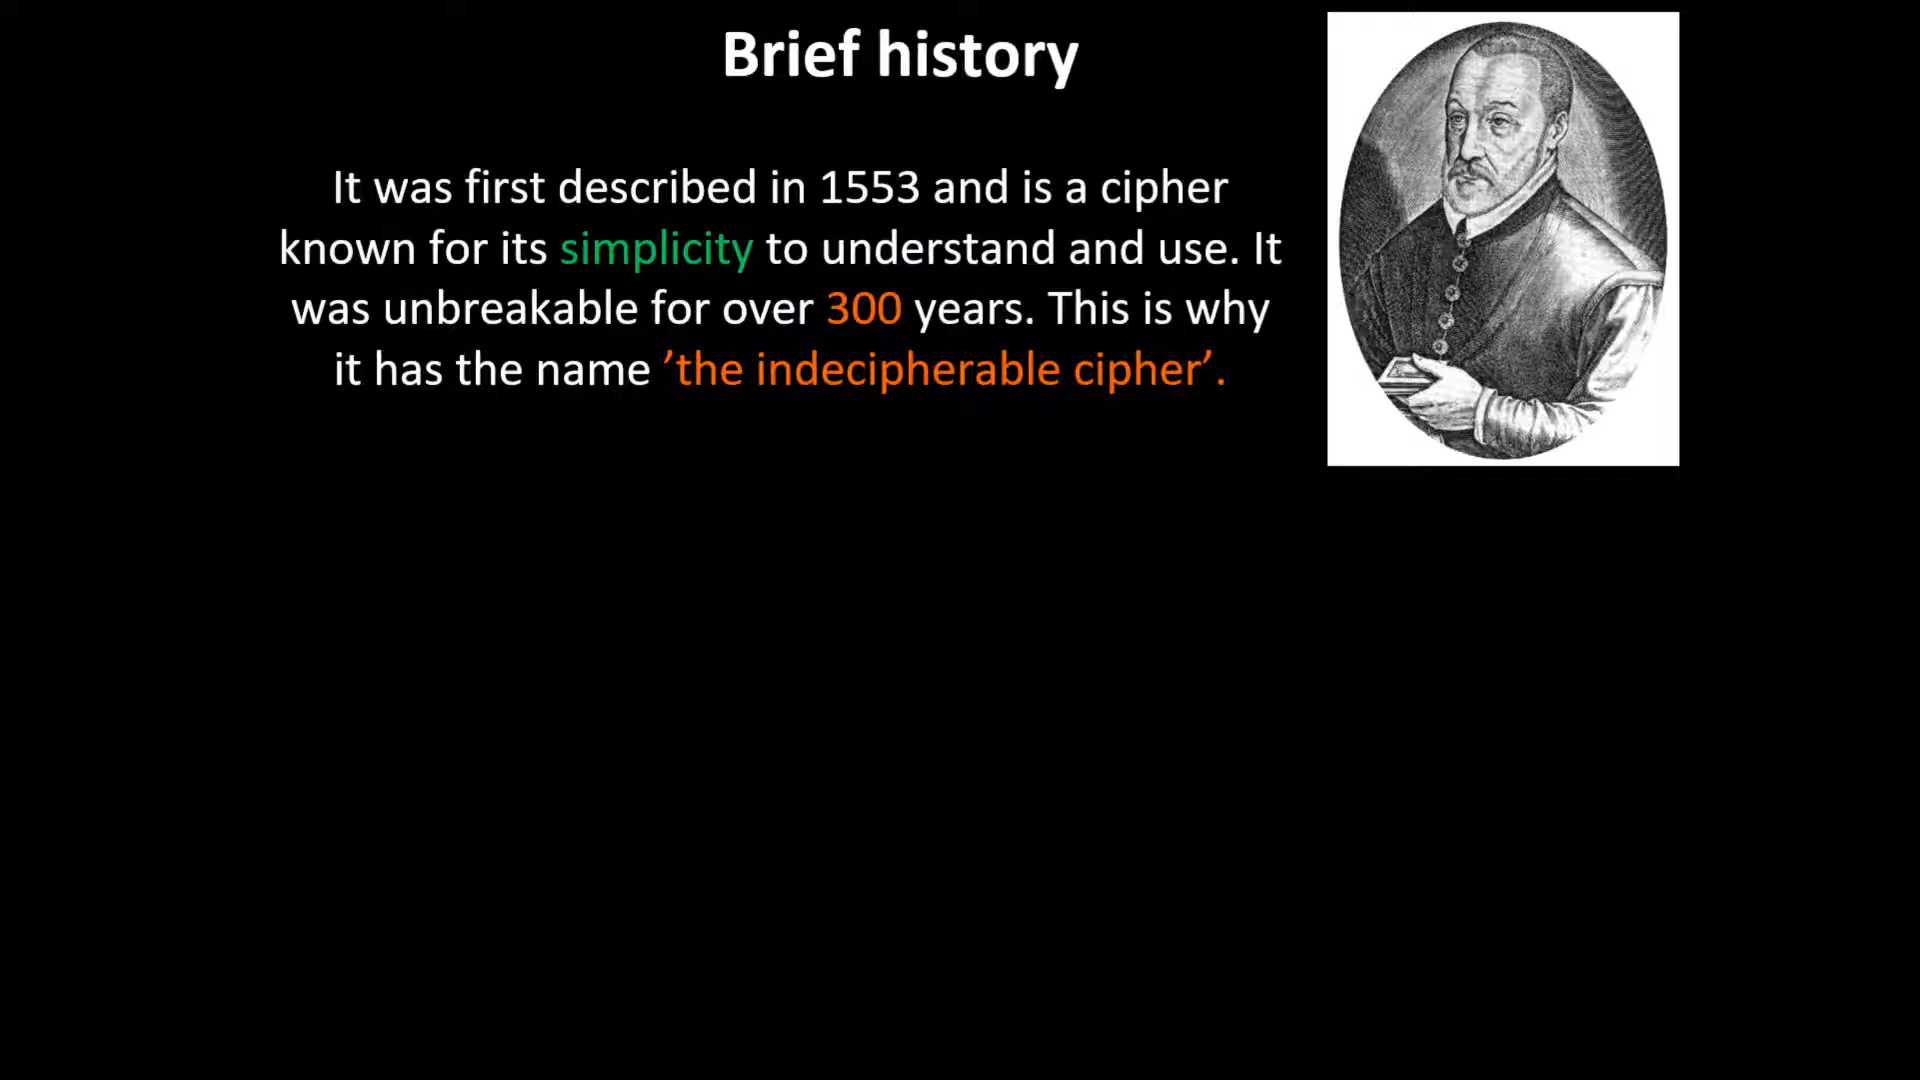 Brief history
It was first described in 1553 and is a cipher
known for its simplicity to understand and use. It
was unbreakable for over 300 years. This is why
it has the name ’the indecipherable cipher’.